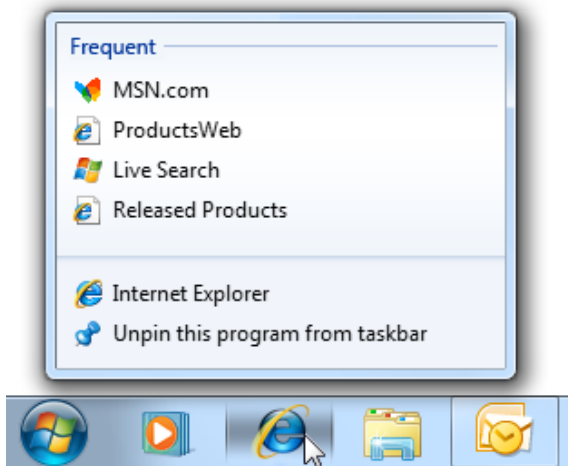 Frequent
MSN.com
ProductsWeb
Live Search
Released Products
Internet Explorer
Unpin this program from taskbar